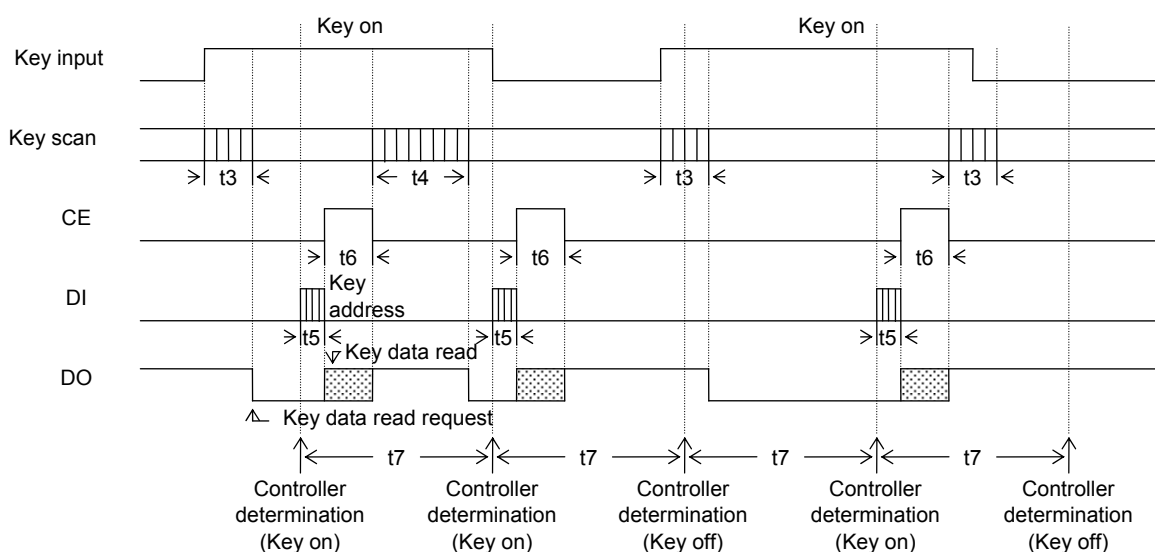 Key on Key on
Key input
Key scan
t3 t4 t3 t3
CE
t6 t6 t6
DI
Key
address
t5 t5 t5
Key data read
DO
Key data read request
t7 t7 t7 t7
Controller Controller Controller Controller Controller
determination determination determination determination determination
(Key on) (Key on) (Key off) (Key on) (Key off)